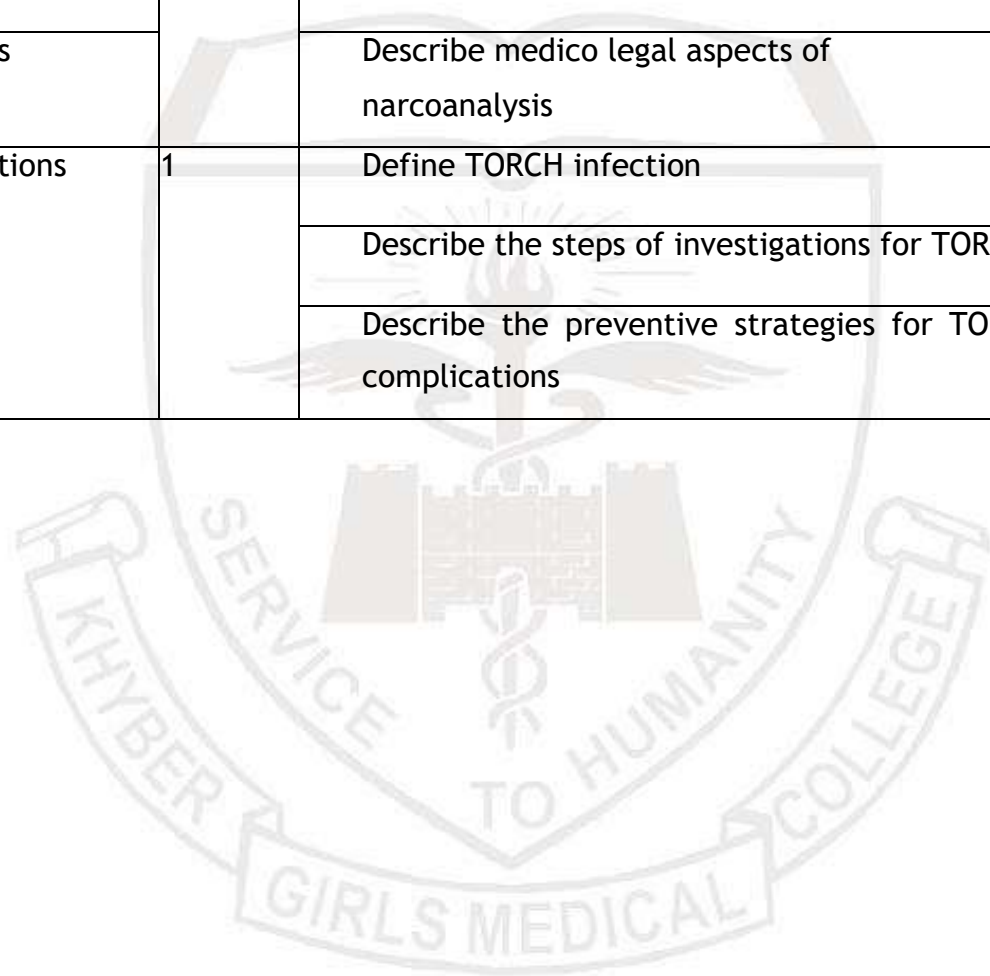 s
Describe medico legal aspects of
narcoanalysis
tions
1
Define TORCH infection
Describe the steps of investigations for TOR
Describe the preventive strategies for TO
complications
SERVICE TO HUMANITY
KHYBER GIRLS MEDICAL COLLEGE